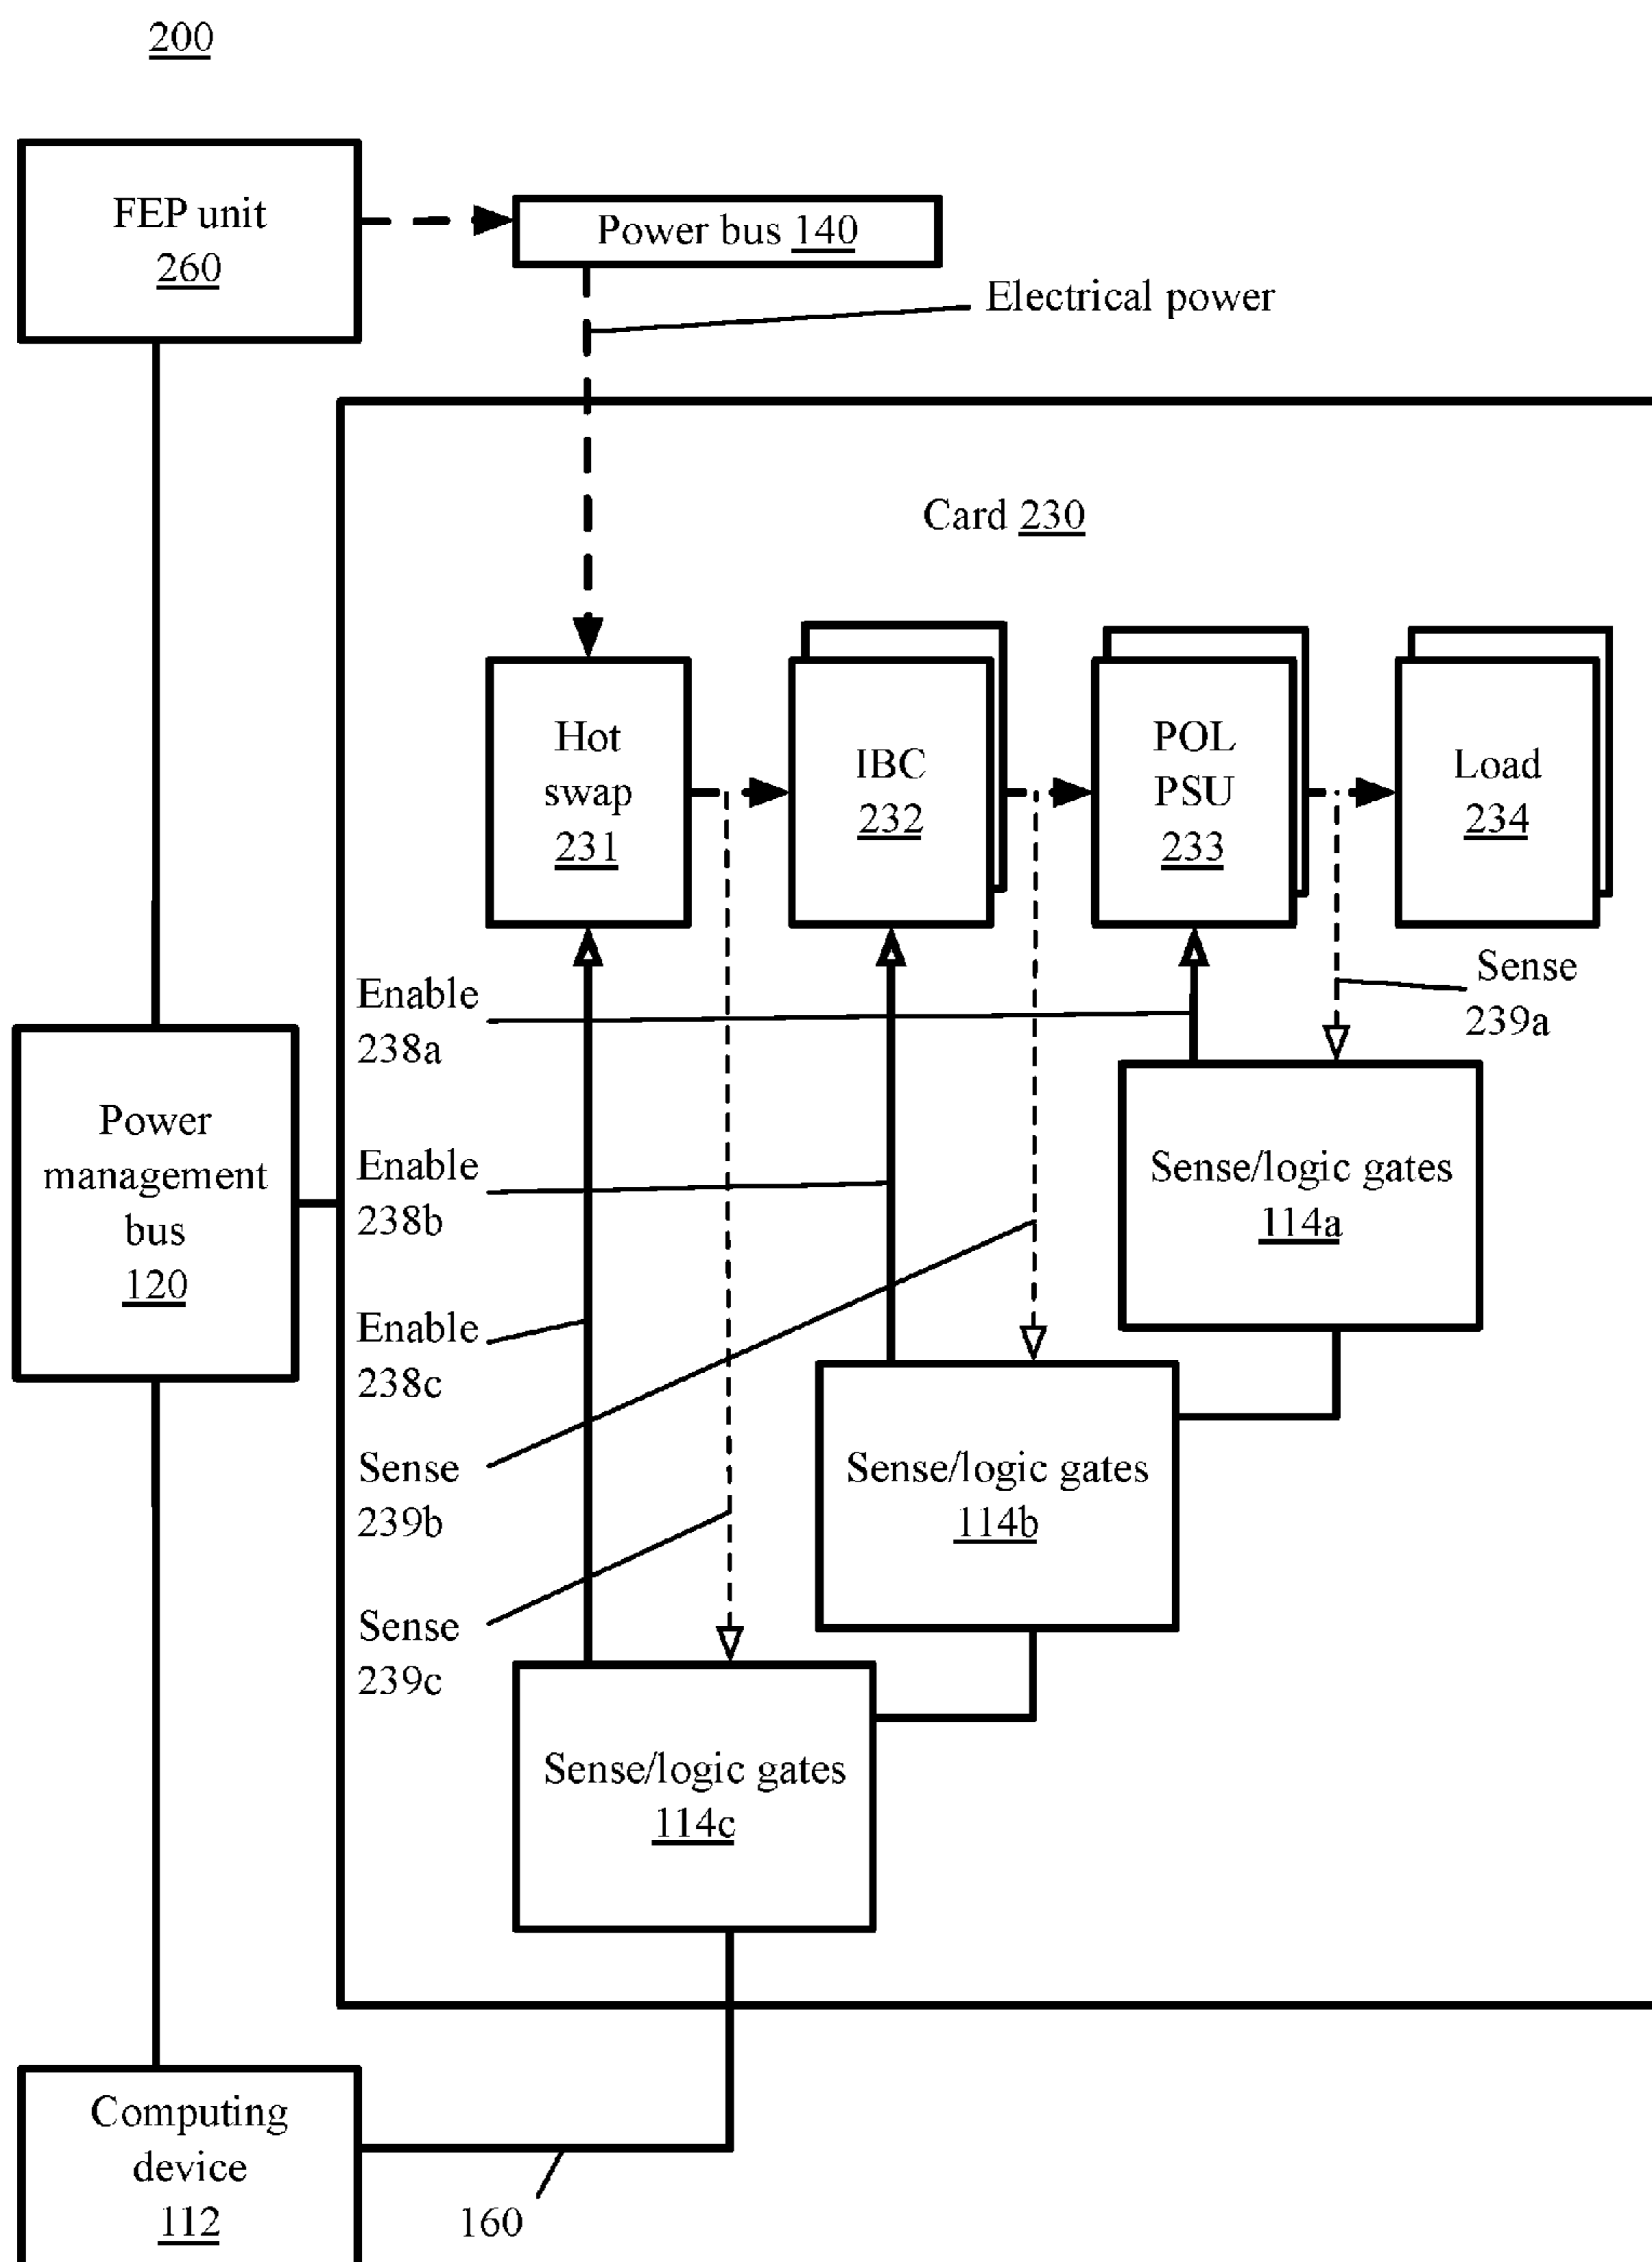 200
FEP unit
260
Power bus 140
Electrical power
Card 230
Hot
swap
231
IBC
232
POL
PSU
233
Load
234
Enable
238a
Sense
239a
Power
management
bus
120
Enable
238b
Sense/logic gates
114a
Enable
238c
Sense
239b
Sense/logic gates
114b
Sense
239c
Sense/logic gates
114c
Computing
device
112
160